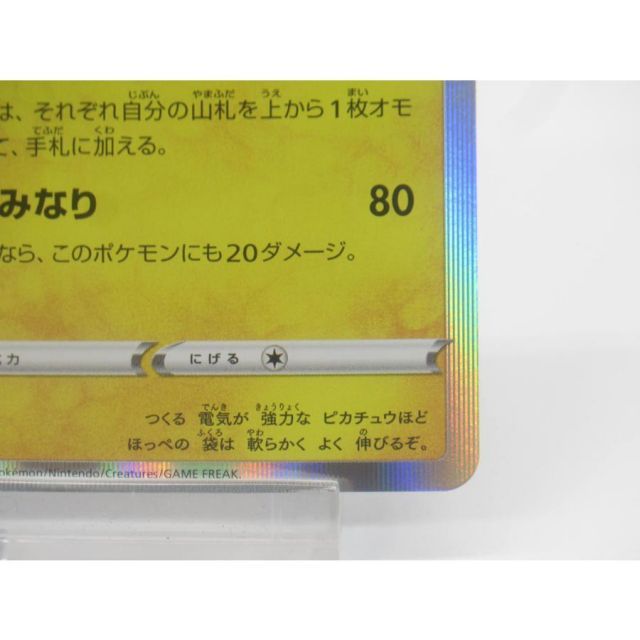 は、それぞれ自分の山札を上から1枚オモ
て、手札に加える。
みなり 80
なら、このポケモンにも20ダメージ。
力 にげる
つくる 電気が 強力な ピカチュウほど
ほっぺの 袋は 軟らかく よく 伸びるぞ。
okémon/Nintendo/Creatures/GAME FREAK.